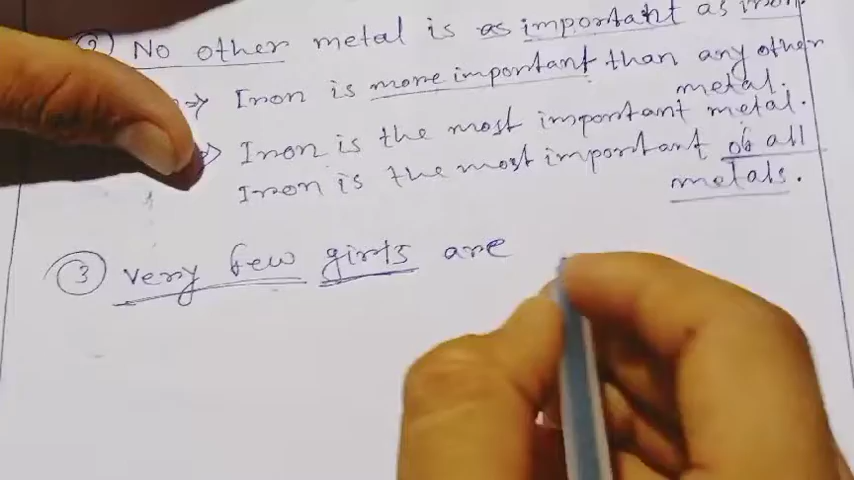 ② No other metal is as important as iron
→ Iron is more important than any other metal.
→ Iron is the most important metal.
Iron is the most important of all metals.
③ very few girls are